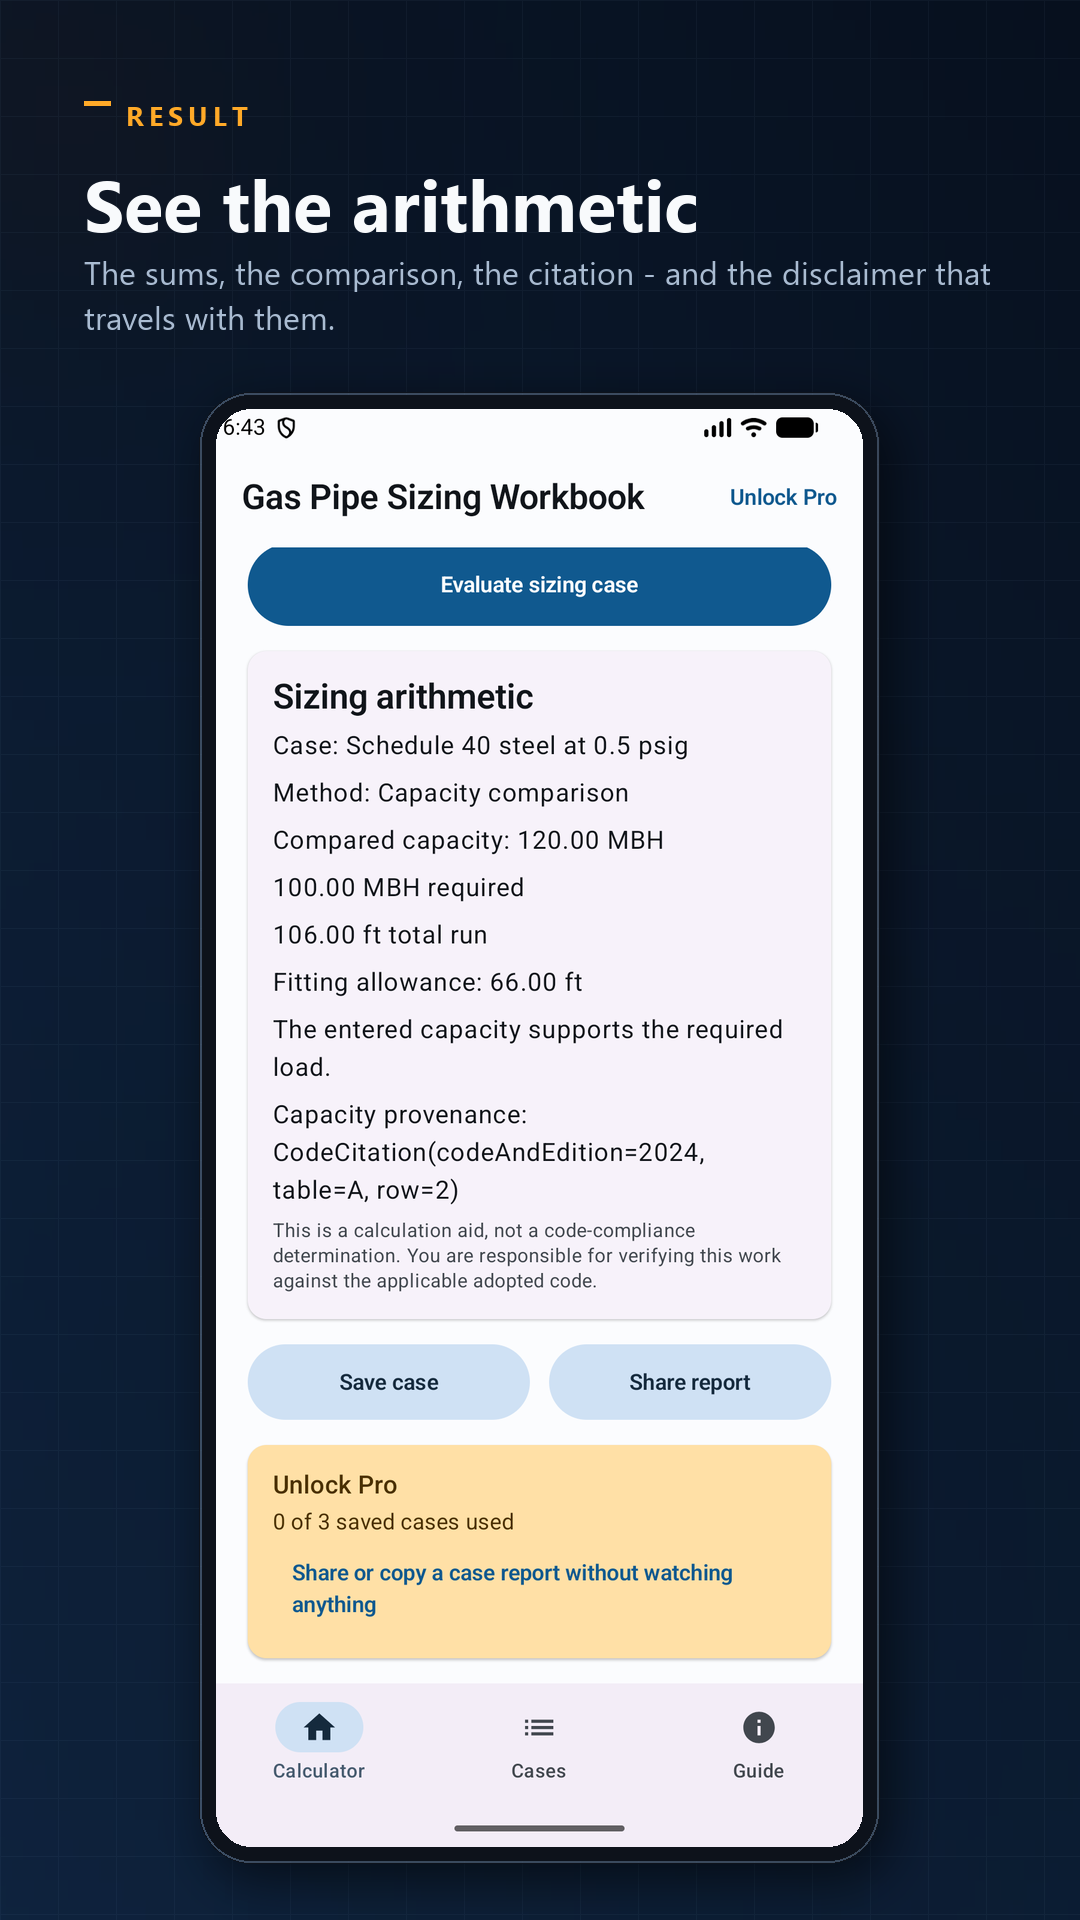 RESULT
See the arithmetic
The sums, the comparison, the citation - and the disclaimer that
travels with them.
6:43
Gas Pipe Sizing Workbook
Unlock Pro
Evaluate sizing case
Sizing arithmetic
Case: Schedule 40 steel at 0.5 psig
Method: Capacity comparison
Compared capacity: 120.00 MBH
100.00 MBH required
106.00 ft total run
Fitting allowance: 66.00 ft
The entered capacity supports the required
load.
Capacity provenance:
CodeCitation(codeAndEdition=2024,
table=A, row=2)
This is a calculation aid, not a code-compliance
determination. You are responsible for verifying this work
against the applicable adopted code.
Save case
Share report
Unlock Pro
0 of 3 saved cases used
Share or copy a case report without watching
anything
Calculator
Cases
Guide